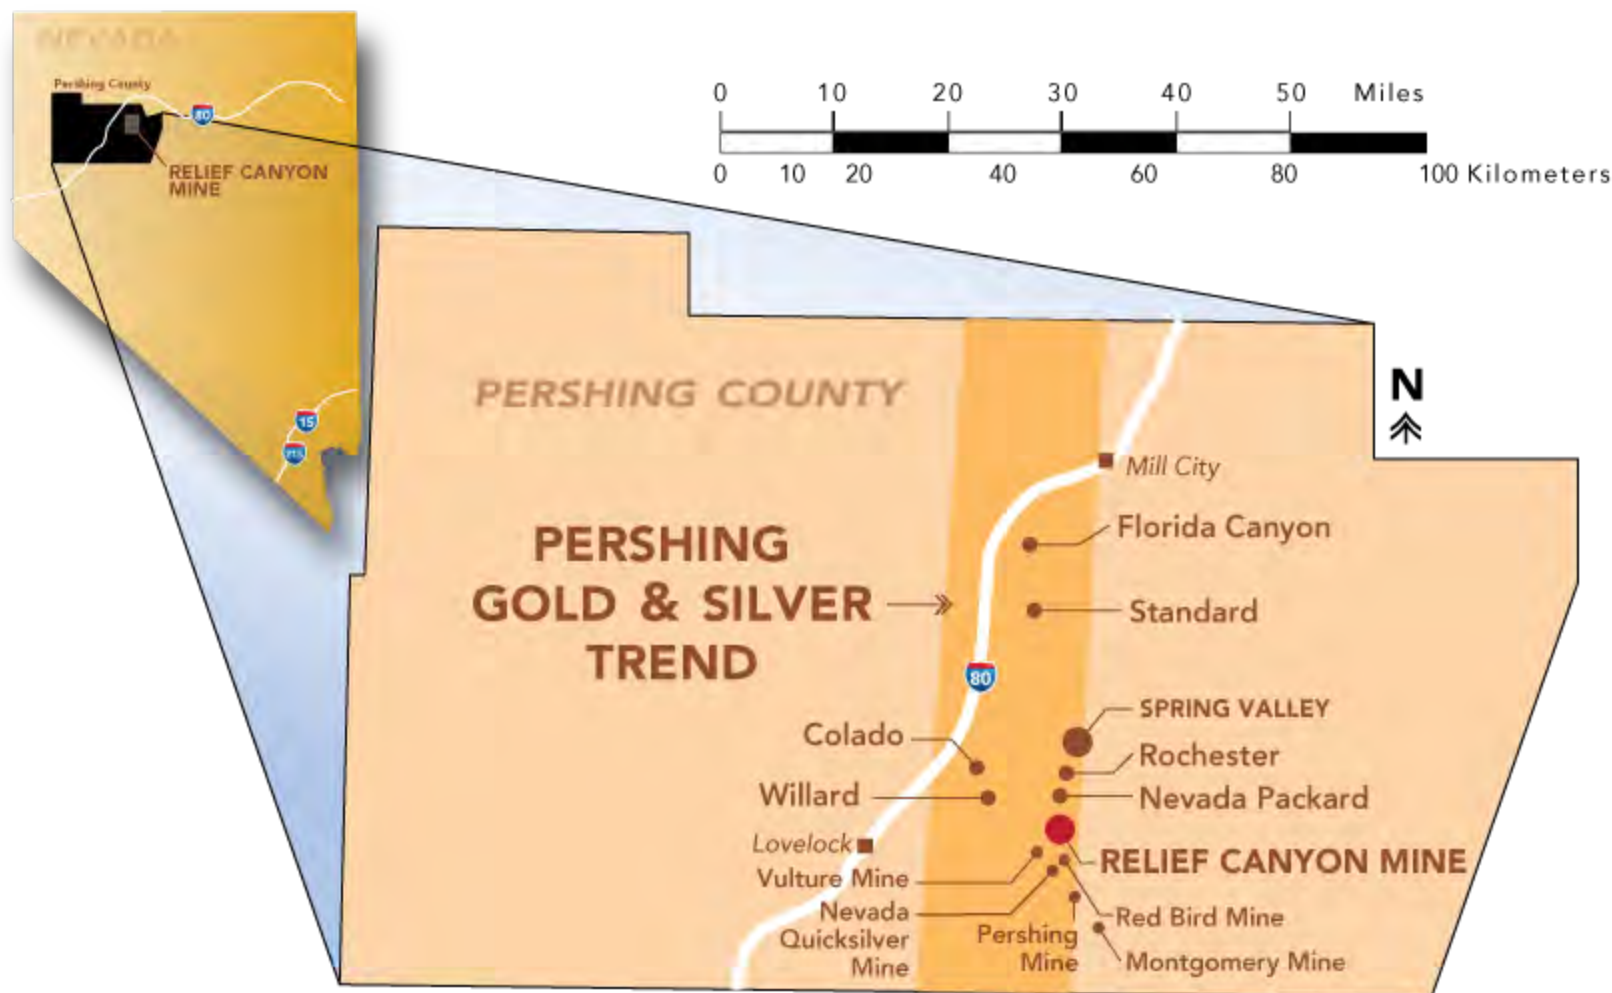 NEVADA
Pershing County
80
RELIEF CANYON
MINE
15
215
0 10 20 30 40 50 Miles
0 10 20 40 60 80 100 Kilometers
N
PERSHING COUNTY
Mill City
Florida Canyon
PERSHING
GOLD & SILVER
TREND
Standard
80
SPRING VALLEY
Colado
Rochester
Willard
Nevada Packard
Lovelock
RELIEF CANYON MINE
Vulture Mine
Nevada
Quicksilver
Mine
Red Bird Mine
Pershing
Mine
Montgomery Mine